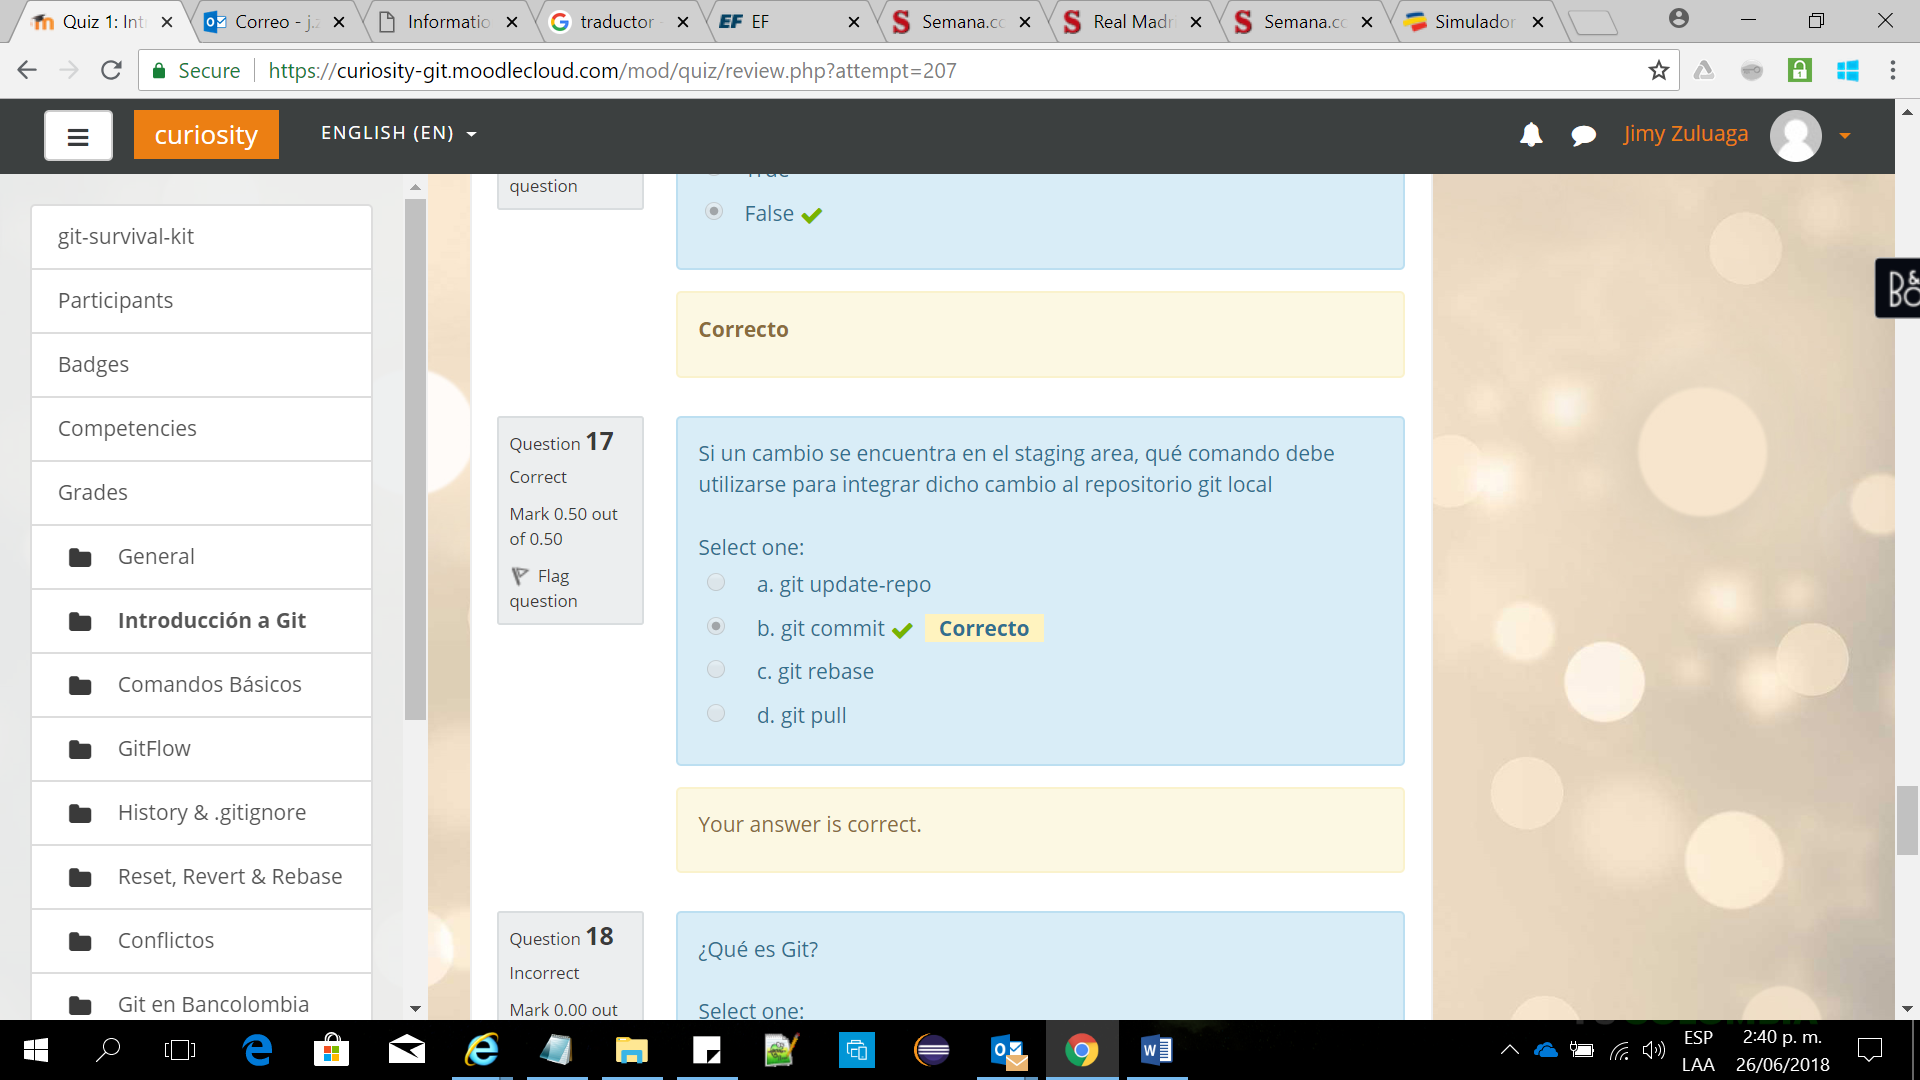 Quiz 1: Int
Correo - j.z
Informatio
traductor
EF EF
Semana.co
Real Madr
Semana.co
Simulador
Secure
https://curiosity-git.moodlecloud.com/mod/quiz/review.php?attempt=207
curiosity
ENGLISH (EN)
Jimy Zuluaga
git-survival-kit
Participants
Badges
Competencies
Grades
General
Introducción a Git
Comandos Básicos
GitFlow
History & .gitignore
Reset, Revert & Rebase
Conflictos
Git en Bancolombia
question
True
False
Correcto
Question 17
Correct
Mark 0.50 out
of 0.50
Flag
question
Si un cambio se encuentra en el staging area, qué comando debe
utilizarse para integrar dicho cambio al repositorio git local
Select one:
a. git update-repo
b. git commit Correcto
c. git rebase
d. git pull
Your answer is correct.
Question 18
Incorrect
Mark 0.00 out
¿Qué es Git?
Select one:
ESP
LAA
2:40 p. m.
26/06/2018